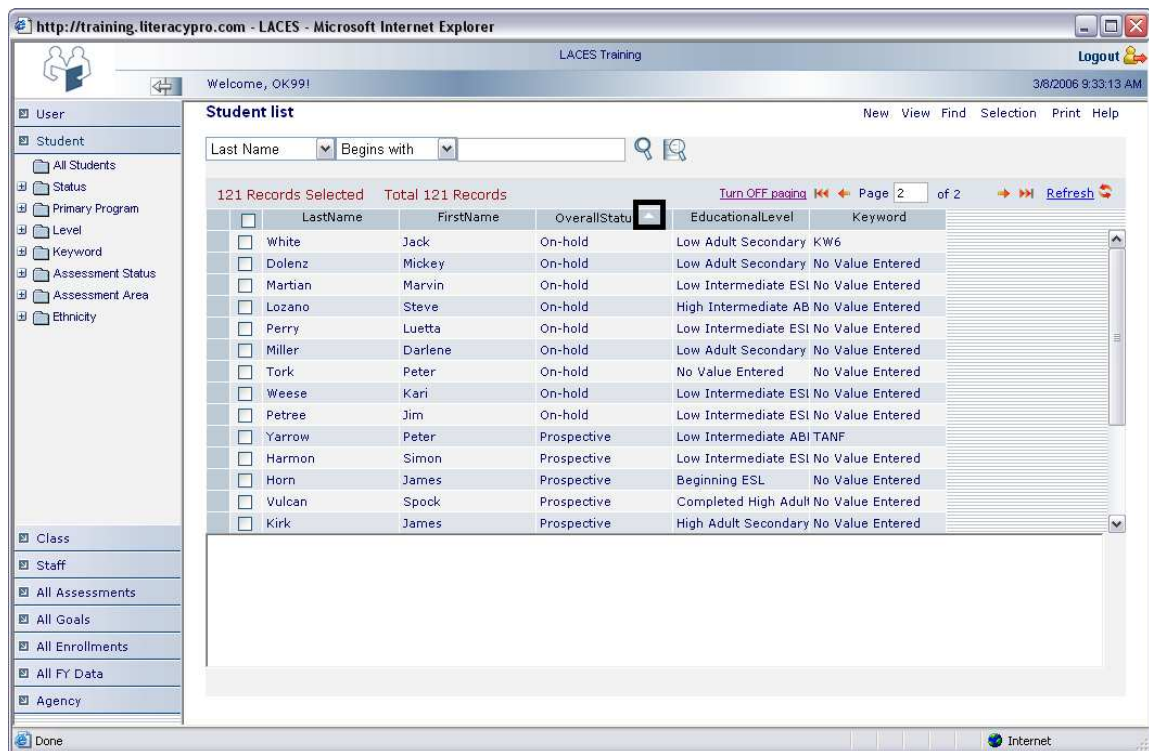 http://training.literacypro.com - LACES - Microsoft Internet Explorer
LACES Training
Logout
Welcome, OK99!
3/8/2006 9:33:13 AM
User
Student
All Students
Status
Primary Program
Level
Keyword
Assessment Status
Assessment Area
Ethnicity
Class
Staff
All Assessments
All Goals
All Enrollments
All FY Data
Agency
Student list
New View Find Selection Print Help
Last Name Begins with
121 Records Selected Total 121 Records Turn OFF paging Page 2 of 2 Refresh
LastName FirstName OverallStatu EducationalLevel Keyword
White Jack On-hold Low Adult Secondary KW6
Dolenz Mickey On-hold Low Adult Secondary No Value Entered
Martian Marvin On-hold Low Intermediate ESL No Value Entered
Lozano Steve On-hold High Intermediate AB No Value Entered
Perry Luetta On-hold Low Intermediate ESL No Value Entered
Miller Darlene On-hold Low Adult Secondary No Value Entered
Tork Peter On-hold No Value Entered No Value Entered
Weese Kari On-hold Low Intermediate ESL No Value Entered
Petree Jim On-hold Low Intermediate ESL No Value Entered
Yarrow Peter Prospective Low Intermediate ABI TANF
Harmon Simon Prospective Low Intermediate ESL No Value Entered
Horn James Prospective Beginning ESL No Value Entered
Vulcan Spock Prospective Completed High Adult No Value Entered
Kirk James Prospective High Adult Secondary No Value Entered
Done
Internet